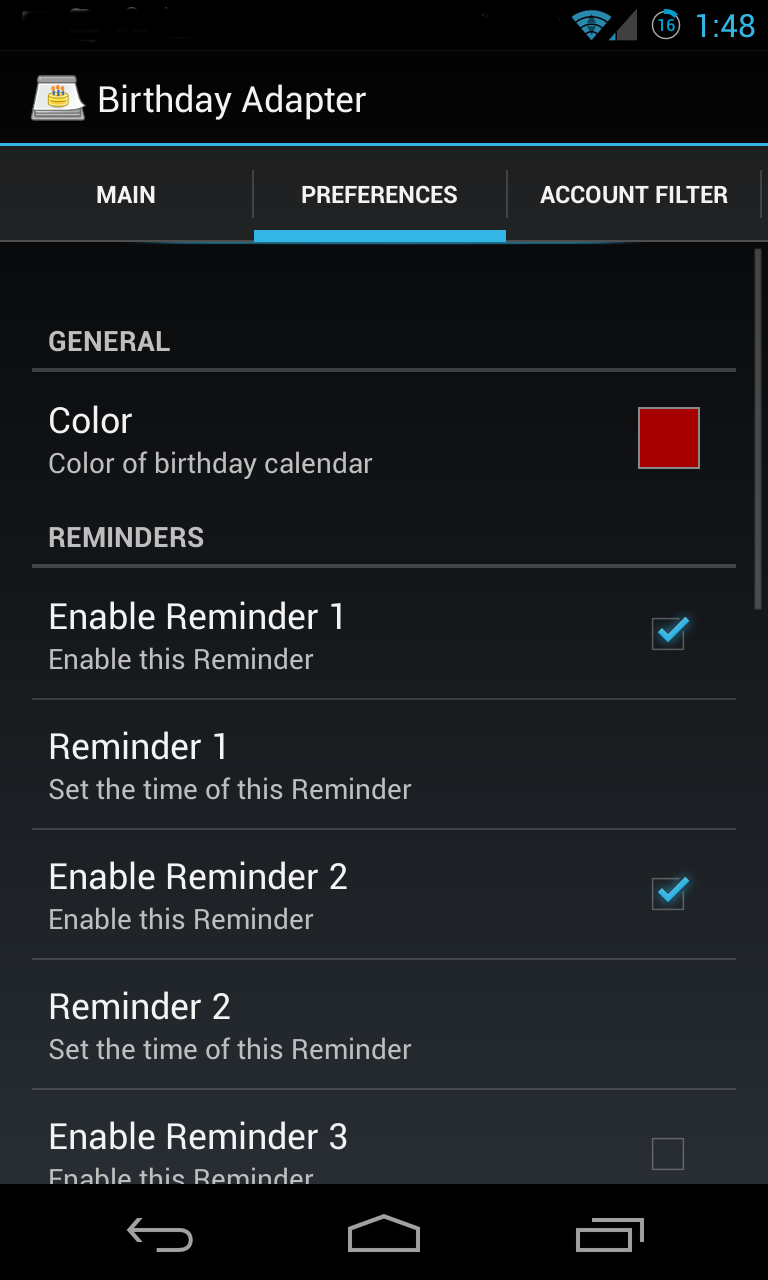 16 1:48
Birthday Adapter
MAIN PREFERENCES ACCOUNT FILTER
GENERAL
Color
Color of birthday calendar
REMINDERS
Enable Reminder 1
Enable this Reminder
Reminder 1
Set the time of this Reminder
Enable Reminder 2
Enable this Reminder
Reminder 2
Set the time of this Reminder
Enable Reminder 3
Enable this Reminder